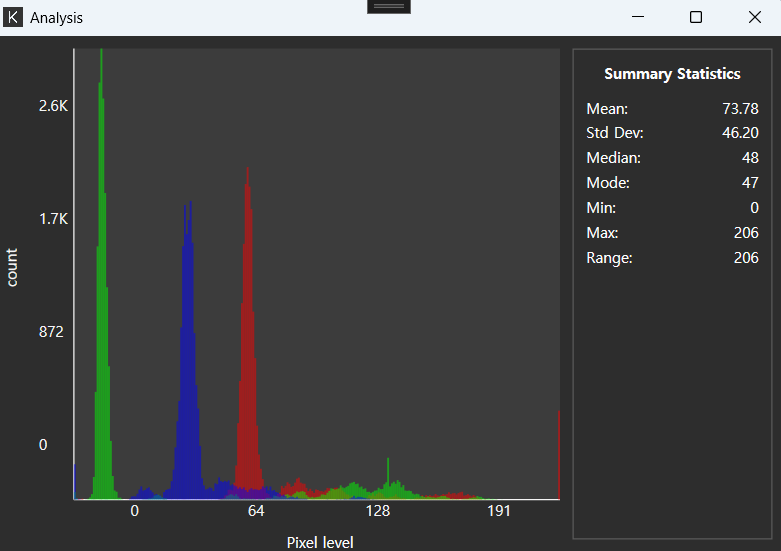 K Analysis
Summary Statistics
Mean: 73.78
Std Dev: 46.20
Median: 48
Mode: 47
Min: 0
Max: 206
Range: 206
2.6K
1.7K
872
0
count
0 64 128 191
Pixel level